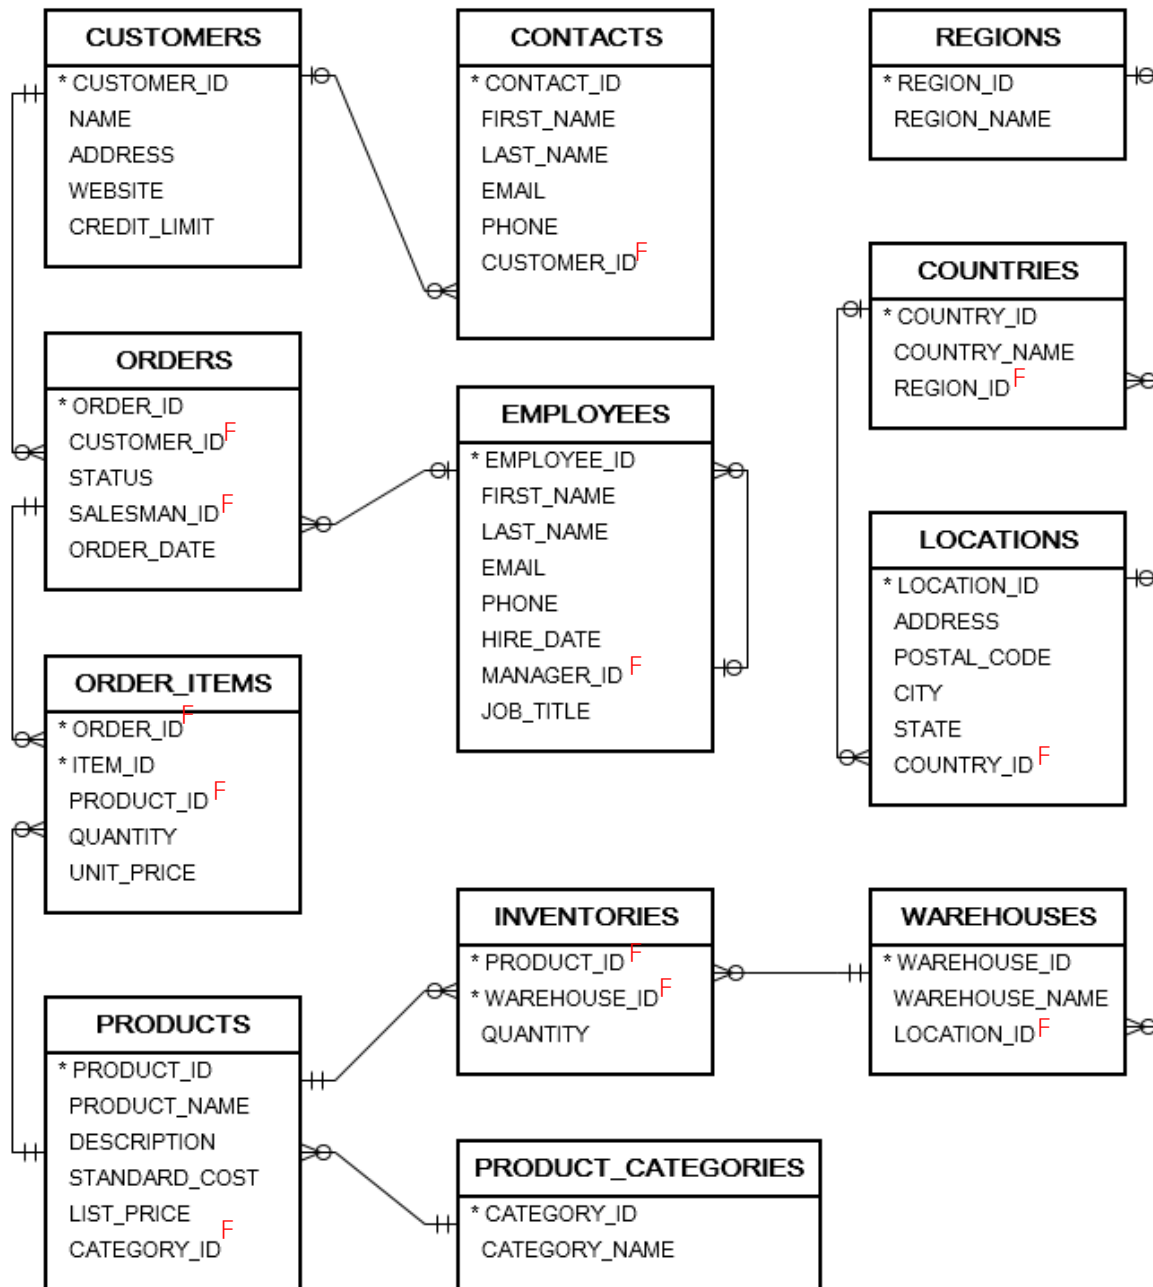 CUSTOMERS
* CUSTOMER_ID
NAME
ADDRESS
WEBSITE
CREDIT_LIMIT
CONTACTS
* CONTACT_ID
FIRST_NAME
LAST_NAME
EMAIL
PHONE
CUSTOMER_ID F
REGIONS
* REGION_ID
REGION_NAME
COUNTRIES
* COUNTRY_ID
COUNTRY_NAME
REGION_ID F
ORDERS
* ORDER_ID
CUSTOMER_ID F
STATUS
SALESMAN_ID F
ORDER_DATE
EMPLOYEES
* EMPLOYEE_ID
FIRST_NAME
LAST_NAME
EMAIL
PHONE
HIRE_DATE
MANAGER_ID F
JOB_TITLE
LOCATIONS
* LOCATION_ID
ADDRESS
POSTAL_CODE
CITY
STATE
COUNTRY_ID F
ORDER_ITEMS
* ORDER_ID F
* ITEM_ID
PRODUCT_ID F
QUANTITY
UNIT_PRICE
INVENTORIES
* PRODUCT_ID F
* WAREHOUSE_ID F
QUANTITY
WAREHOUSES
* WAREHOUSE_ID
WAREHOUSE_NAME
LOCATION_ID F
PRODUCTS
* PRODUCT_ID
PRODUCT_NAME
DESCRIPTION
STANDARD_COST
LIST_PRICE
CATEGORY_ID F
PRODUCT_CATEGORIES
* CATEGORY_ID
CATEGORY_NAME